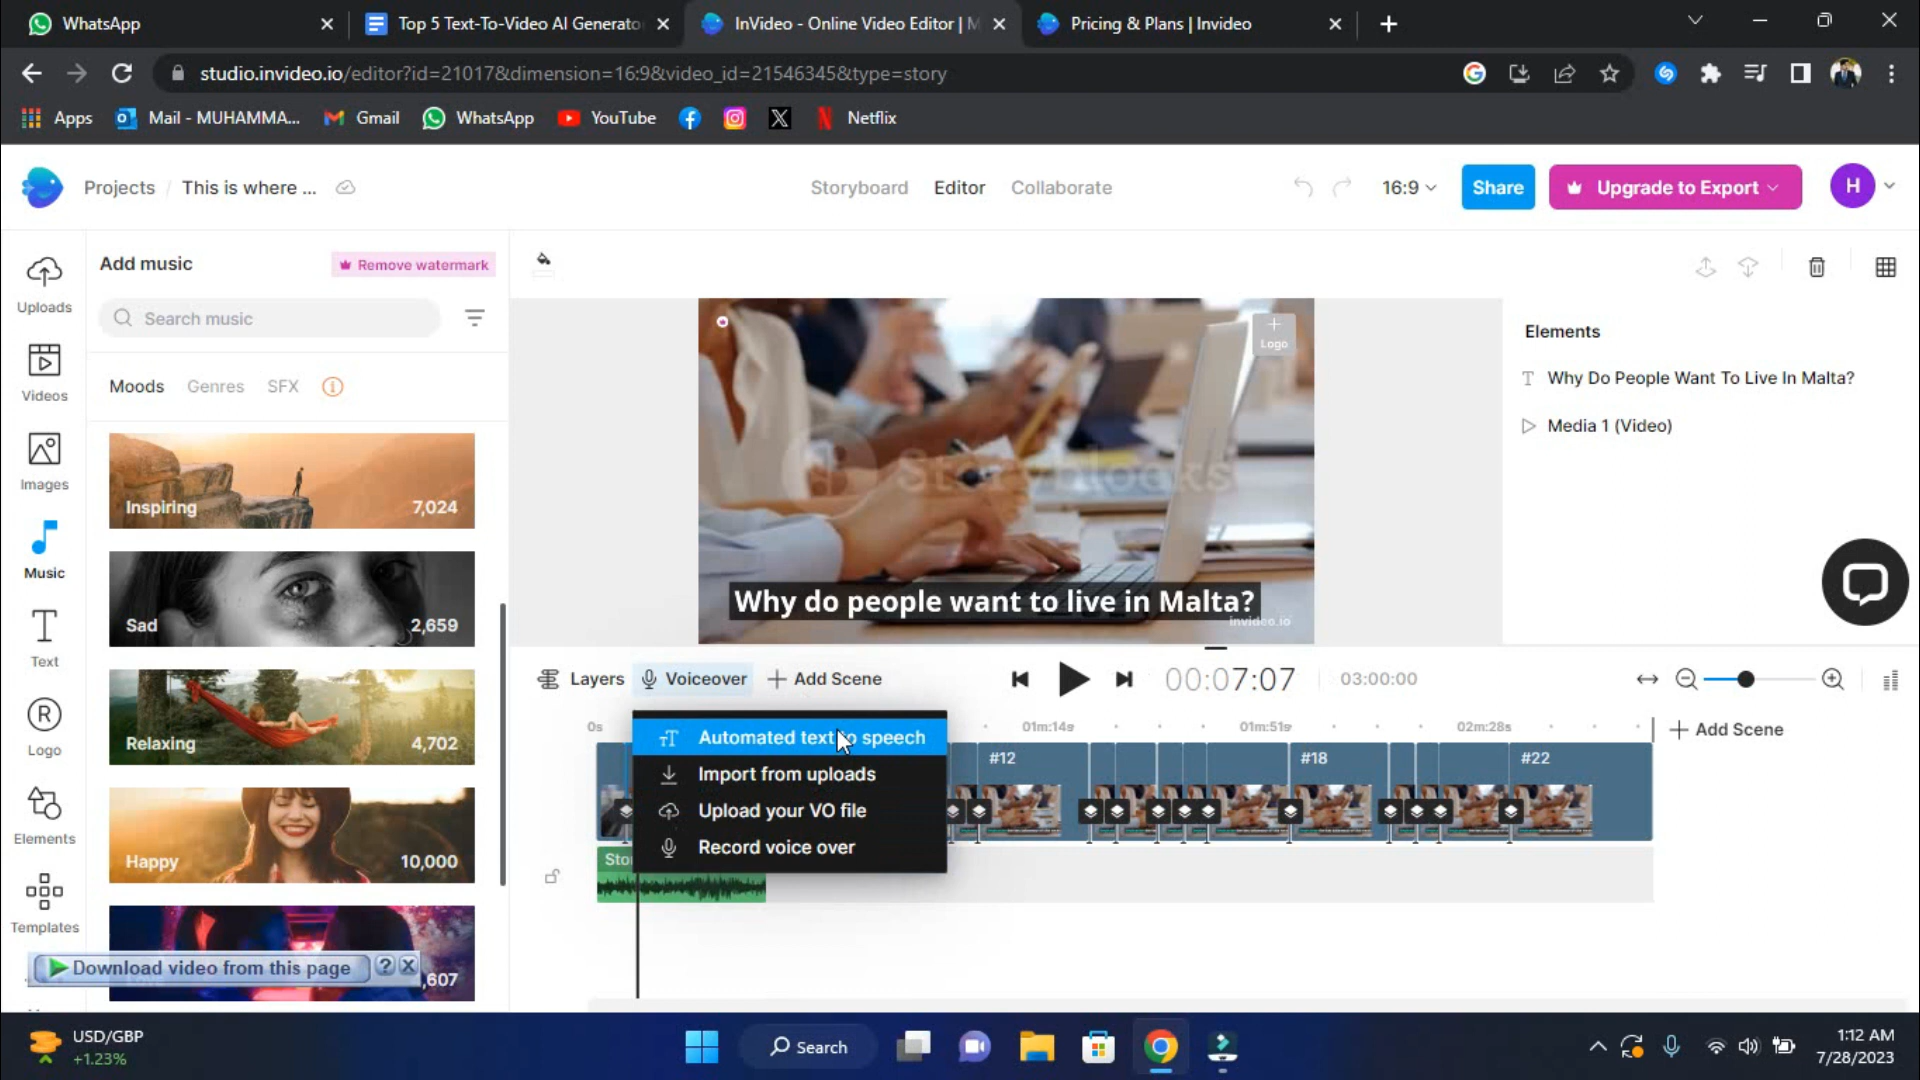 WhatsApp
Top 5 Text-To-Video AI Generato
InVideo - Online Video Editor | M
Pricing & Plans | Invideo
studio.invideo.io/editor?id=21017&dimension=16:9&video_id=21546345&type=story
Apps
Mail - MUHAMMA...
Gmail
WhatsApp
YouTube
Netflix
Projects / This is where ...
Storyboard
Editor
Collaborate
16:9
Share
Upgrade to Export
H
Uploads
Videos
Images
Music
Text
Logo
Elements
Templates
Add music
Remove watermark
Search music
Moods
Genres
SFX
Inspiring
7,024
Sad
2,659
Relaxing
4,702
Happy
10,000
,607
Download video from this page
?
Logo
Storyblocks
Why do people want to live in Malta?
invideo.io
Elements
Why Do People Want To Live In Malta?
Media 1 (Video)
Layers
Voiceover
Add Scene
00:07:07
03:00:00
Automated text to speech
Import from uploads
Upload your VO file
Record voice over
0s
01m:14s
01m:51s
02m:28s
Add Scene
#12
#18
#22
Sto
USD/GBP
+1.23%
Search
1:12 AM
7/28/2023